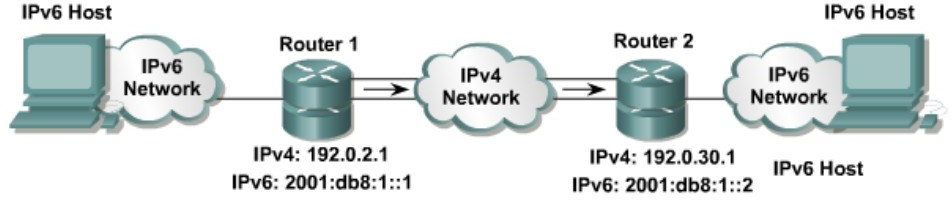 IPv6 Host
IPv6 Host
Router 1
Router 2
IPv6
Network
IPv4
Network
IPv6
Network
IPv4: 192.0.2.1
IPv6: 2001:db8:1::1
IPv4: 192.0.30.1
IPv6: 2001:db8:1::2
IPv6 Host